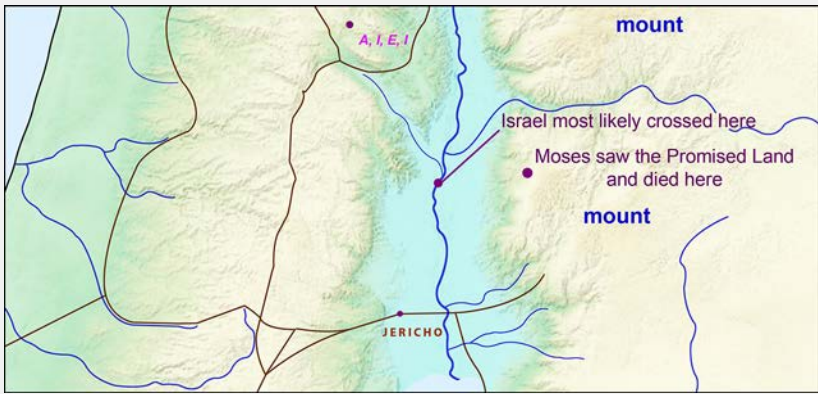 mount
A, I, E, I
Israel most likely crossed here
Moses saw the Promised Land
and died here
mount
JERICHO